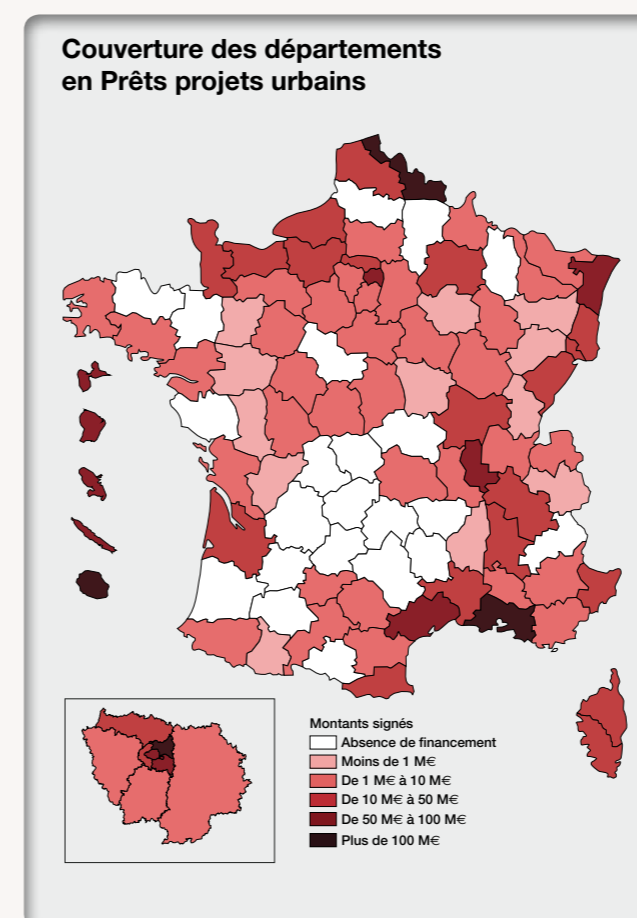 Couverture des départements
en Prêts projets urbains
Montants signés
Absence de financement
Moins de 1 M€
De 1 M€ à 10 M€
De 10 M€ à 50 M€
De 50 M€ à 100 M€
Plus de 100 M€